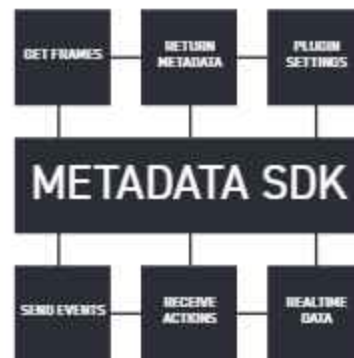 GET FRAMES
RETURN
METADATA
PLUGIN
SETTINGS
METADATA SDK
SEND EVENTS
RECEIVE
ACTIONS
REALTIME
DATA